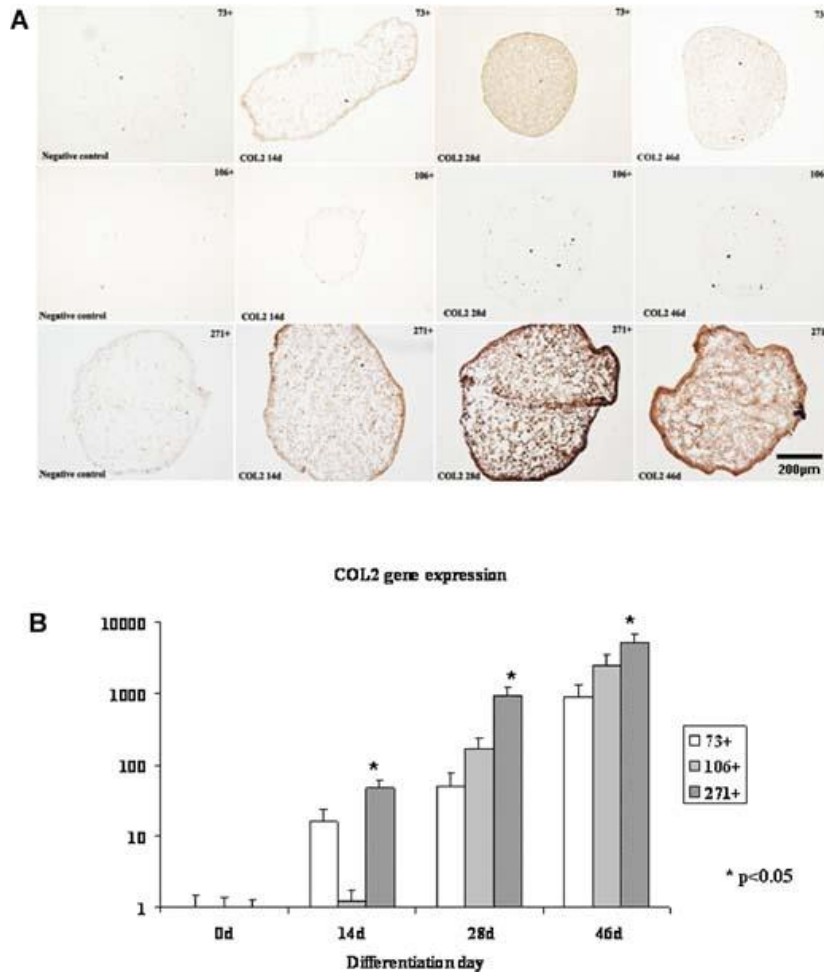 A
73+
73+
73+
73+
Negative control
COL2 14d
COL2 28d
COL2 46d
106+
106+
106+
106+
Negative control
COL2 14d
COL2 28d
COL2 46d
271+
271+
271+
271
Negative control
COL2 14d
COL2 28d
COL2 46d
200µm
COL2 gene expression
B
10000
1000
100
10
1
*
*
*
0d
14d
28d
46d
Differentiation day
73+
106+
271+
* p<0.05